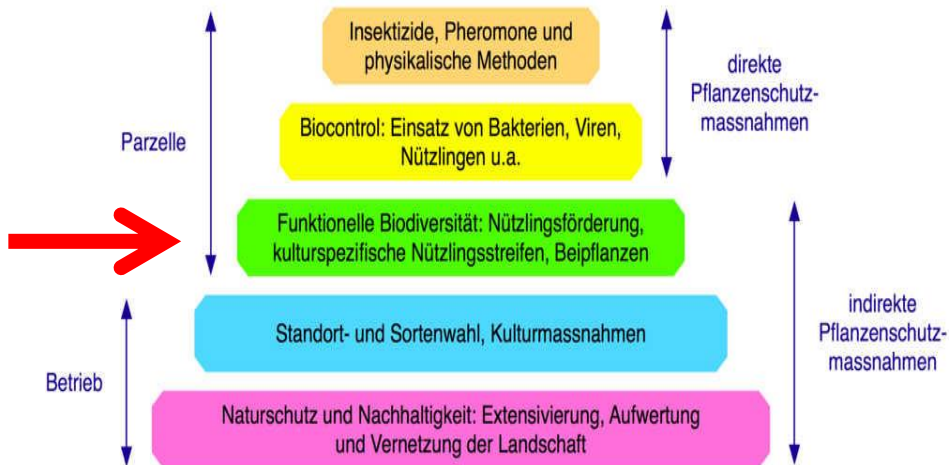 Insektizide, Pheromone und
physikalische Methoden
direkte
Pflanzenschutz-
massnahmen
Parzelle
Biocontrol: Einsatz von Bakterien, Viren,
Nützlingen u.a.
Funktionelle Biodiversität: Nützlingsförderung,
kulturspezifische Nützlingsstreifen, Beipflanzen
Standort- und Sortenwahl, Kulturmassnahmen
indirekte
Pflanzenschutz-
massnahmen
Betrieb
Naturschutz und Nachhaltigkeit: Extensivierung, Aufwertung
und Vernetzung der Landschaft